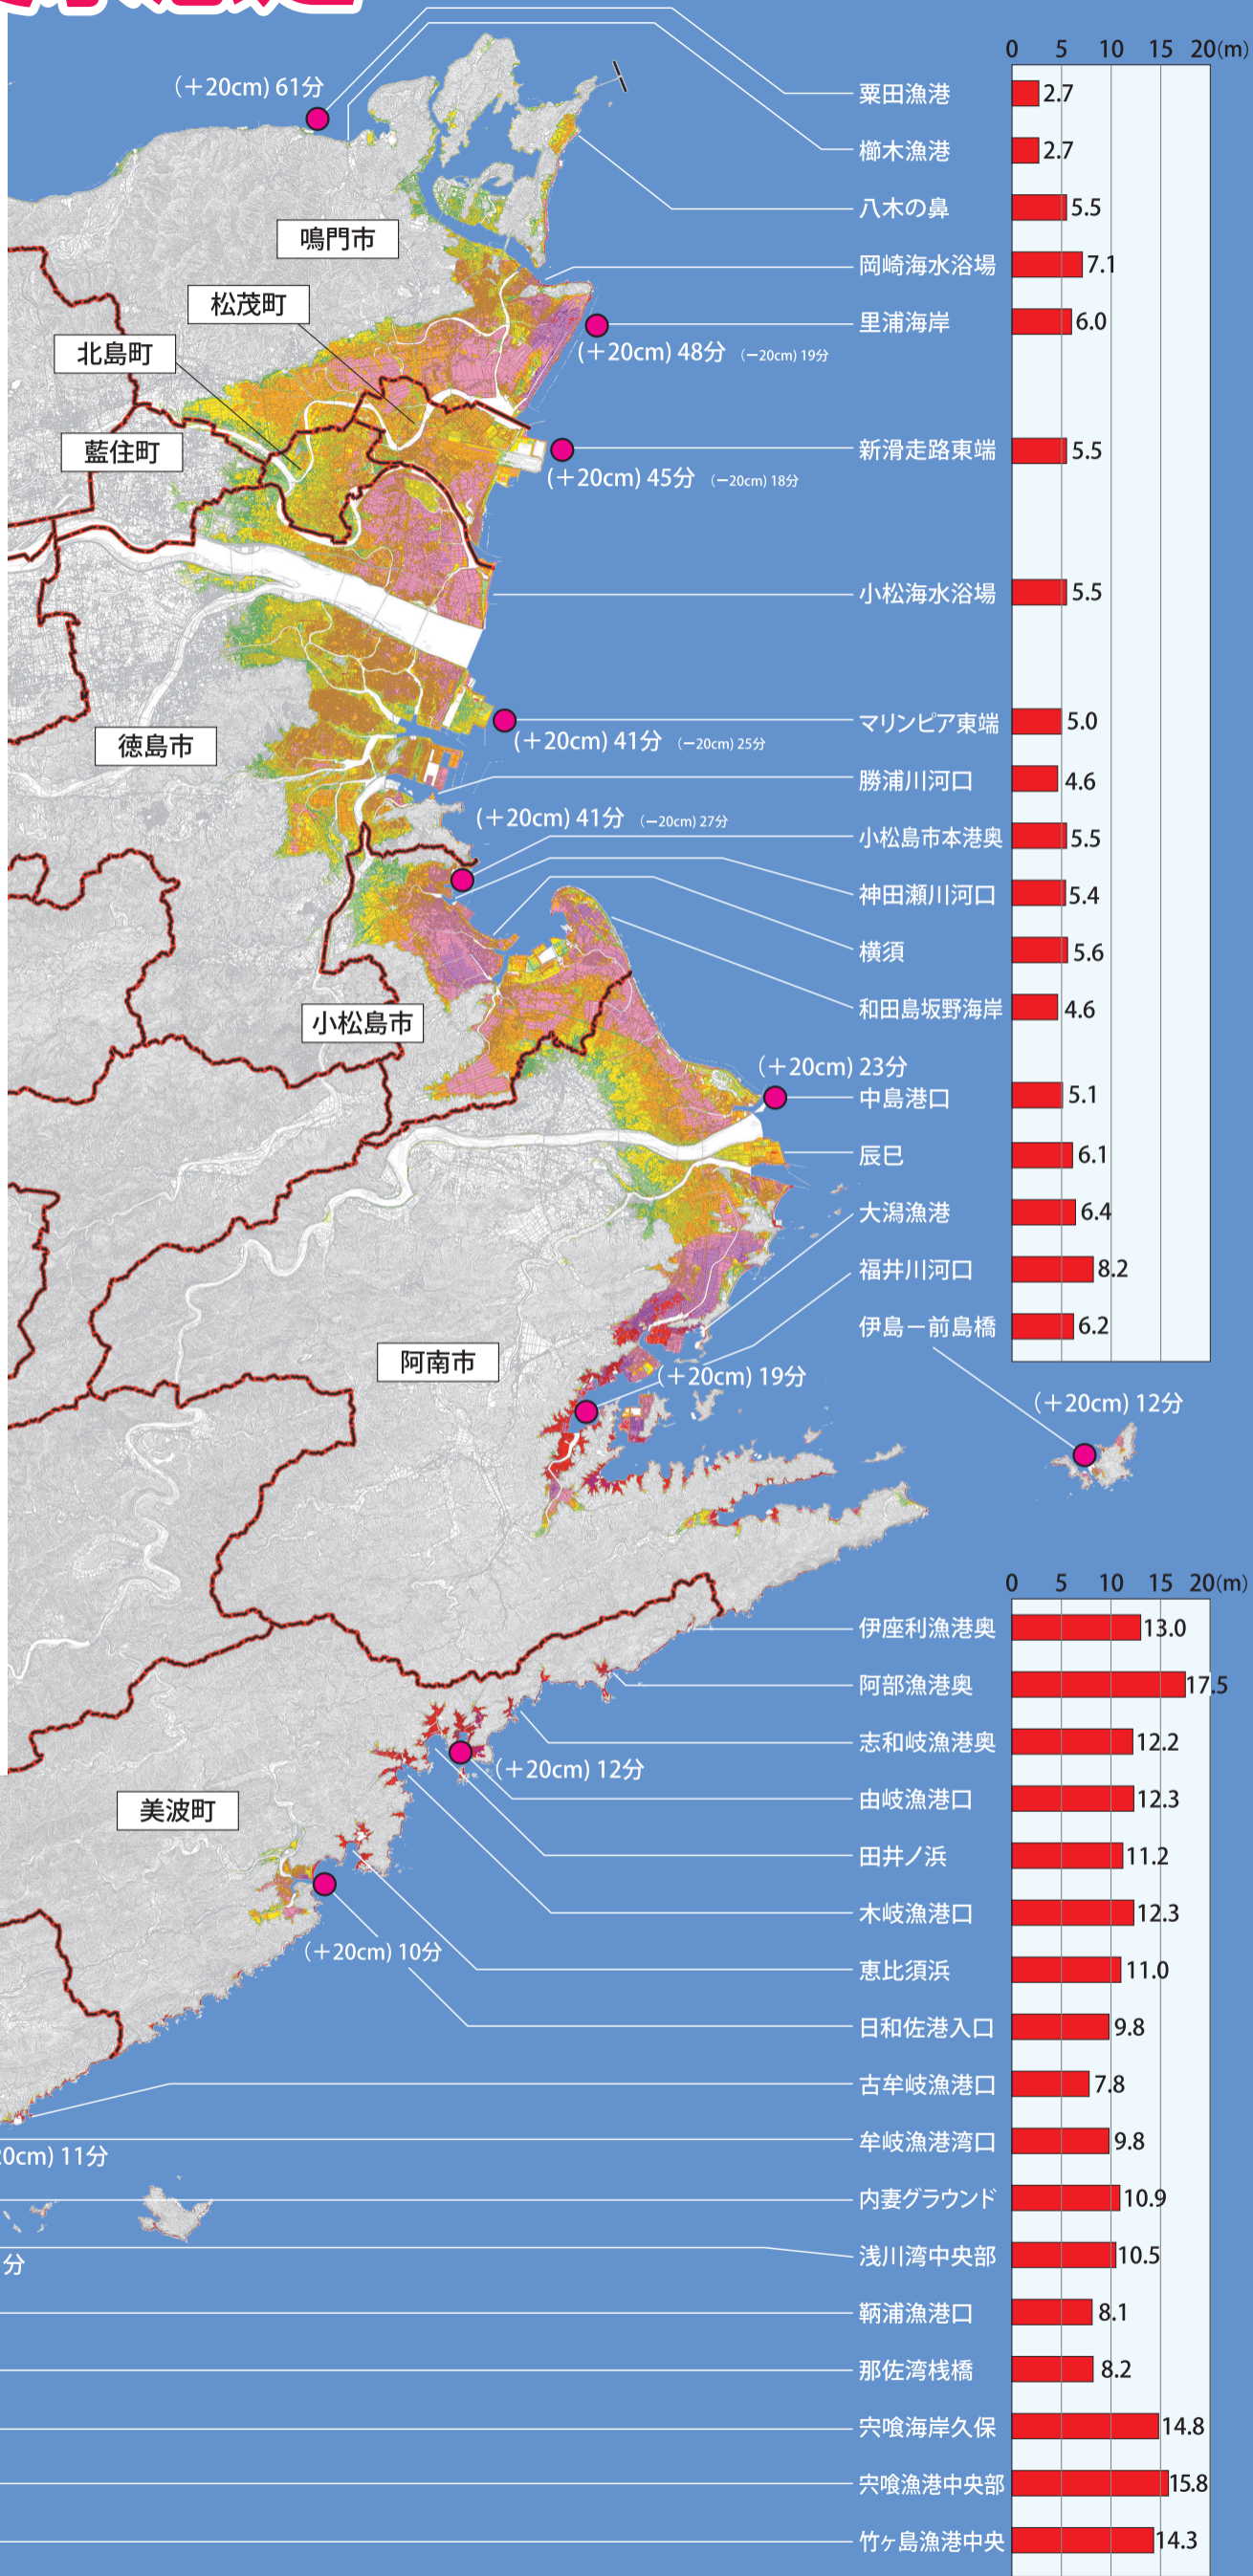 0 5 10 15 20(m)
(＋20cm) 61分
粟田漁港 2.7
櫛木漁港 2.7
八木の鼻 5.5
鳴門市
岡崎海水浴場 7.1
松茂町
里浦海岸 6.0
(＋20cm) 48分 (－20cm) 19分
北島町
藍住町
新滑走路東端 5.5
(＋20cm) 45分 (－20cm) 18分
小松海水浴場 5.5
マリンピア東端 5.0
(＋20cm) 41分 (－20cm) 25分
徳島市
勝浦川河口 4.6
(＋20cm) 41分 (－20cm) 27分
小松島市本港奥 5.5
神田瀬川河口 5.4
横須 5.6
和田島坂野海岸 4.6
小松島市
(＋20cm) 23分
中島港口 5.1
辰巳 6.1
大潟漁港 6.4
福井川河口 8.2
伊島－前島橋 6.2
阿南市
(＋20cm) 19分
(＋20cm) 12分
0 5 10 15 20(m)
伊座利漁港奥 13.0
阿部漁港奥 17.5
志和岐漁港奥 12.2
(＋20cm) 12分
由岐漁港口 12.3
美波町
田井ノ浜 11.2
木岐漁港口 12.3
(＋20cm) 10分
恵比須浜 11.0
日和佐港入口 9.8
古牟岐漁港口 7.8
牟岐漁港湾口 9.8
20cm) 11分
内妻グラウンド 10.9
浅川湾中央部 10.5
分
鞆浦漁港口 8.1
那佐湾桟橋 8.2
宍喰海岸久保 14.8
宍喰漁港中央部 15.8
竹ヶ島漁港中央 14.3